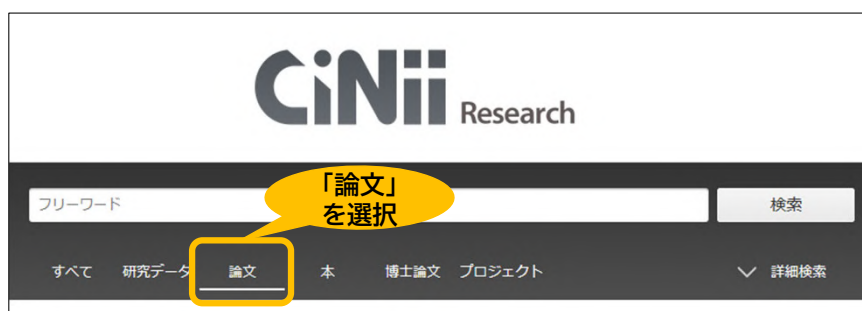 CiNii Research
「論文」
を選択
フリーワード
検索
すべて 研究データ 論文 本 博士論文 プロジェクト 詳細検索